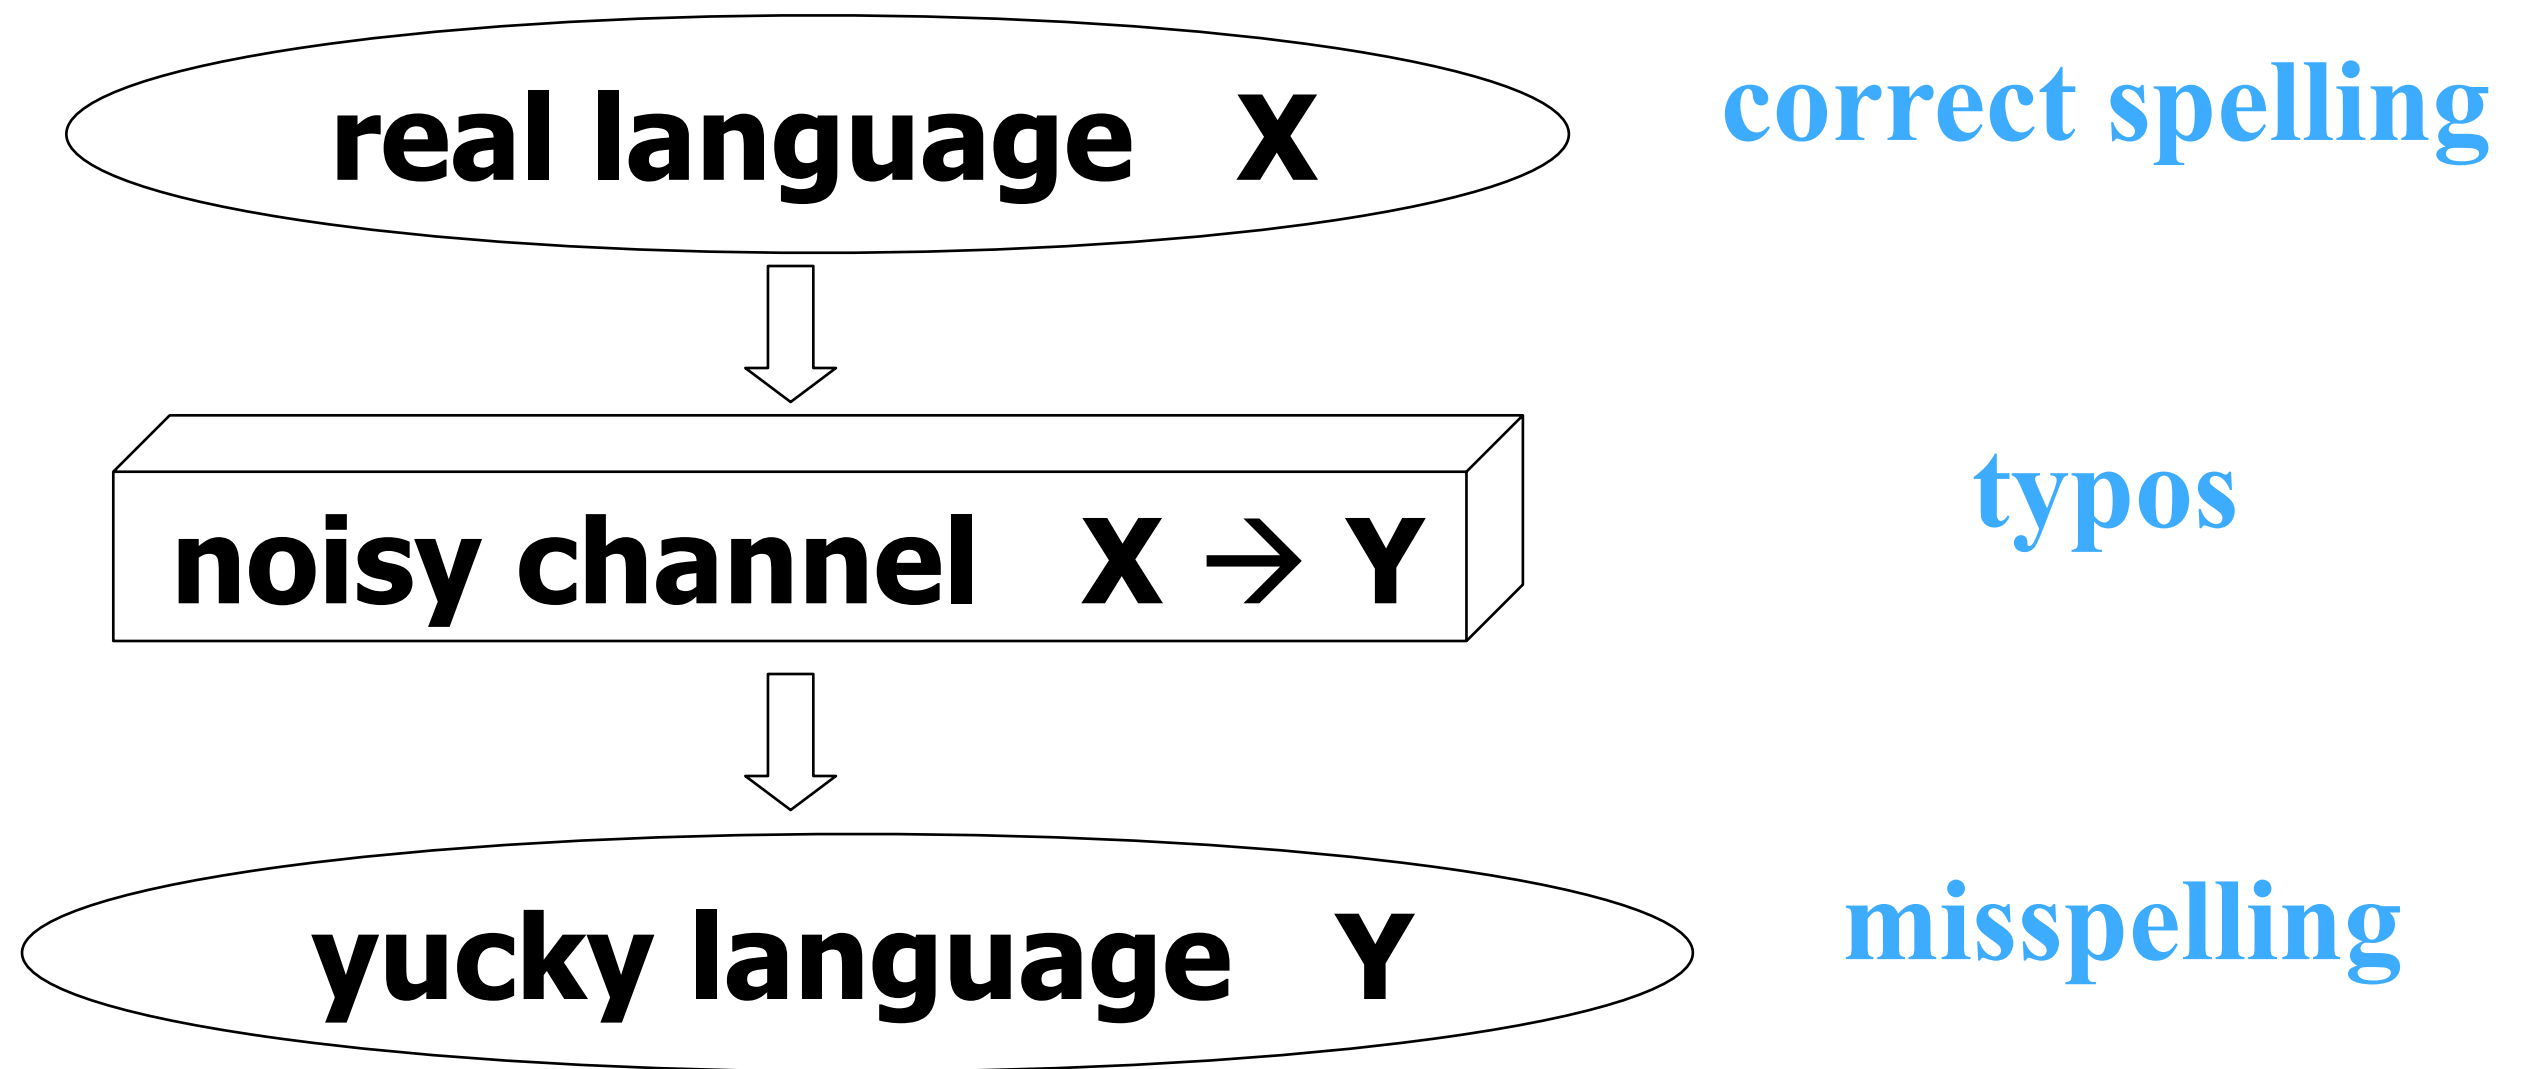 real language X
correct spelling
noisy channel X → Y
typos
yucky language Y
misspelling